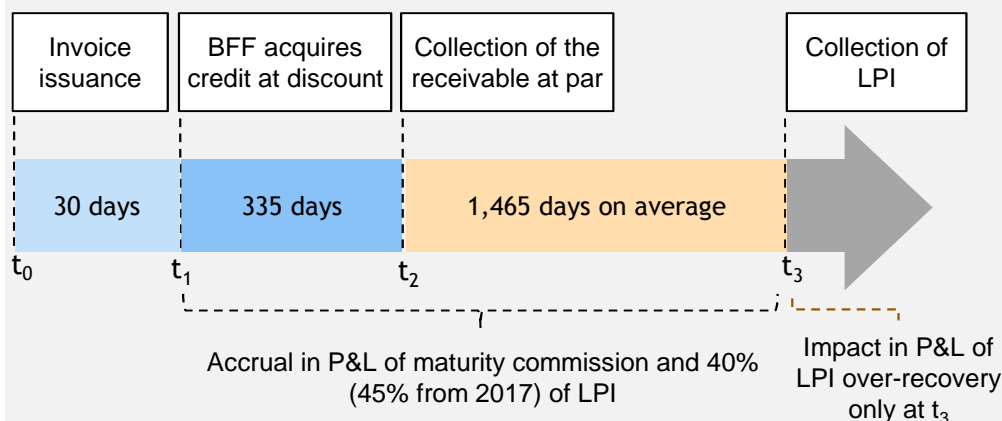 Invoice
issuance
BFF acquires
credit at discount
Collection of the
receivable at par
Collection of
LPI
30 days
335 days
1,465 days on average
t0
t1
t2
t3
Accrual in P&L of maturity commission and 40%
(45% from 2017) of LPI
Impact in P&L of
LPI over-recovery
only at t3